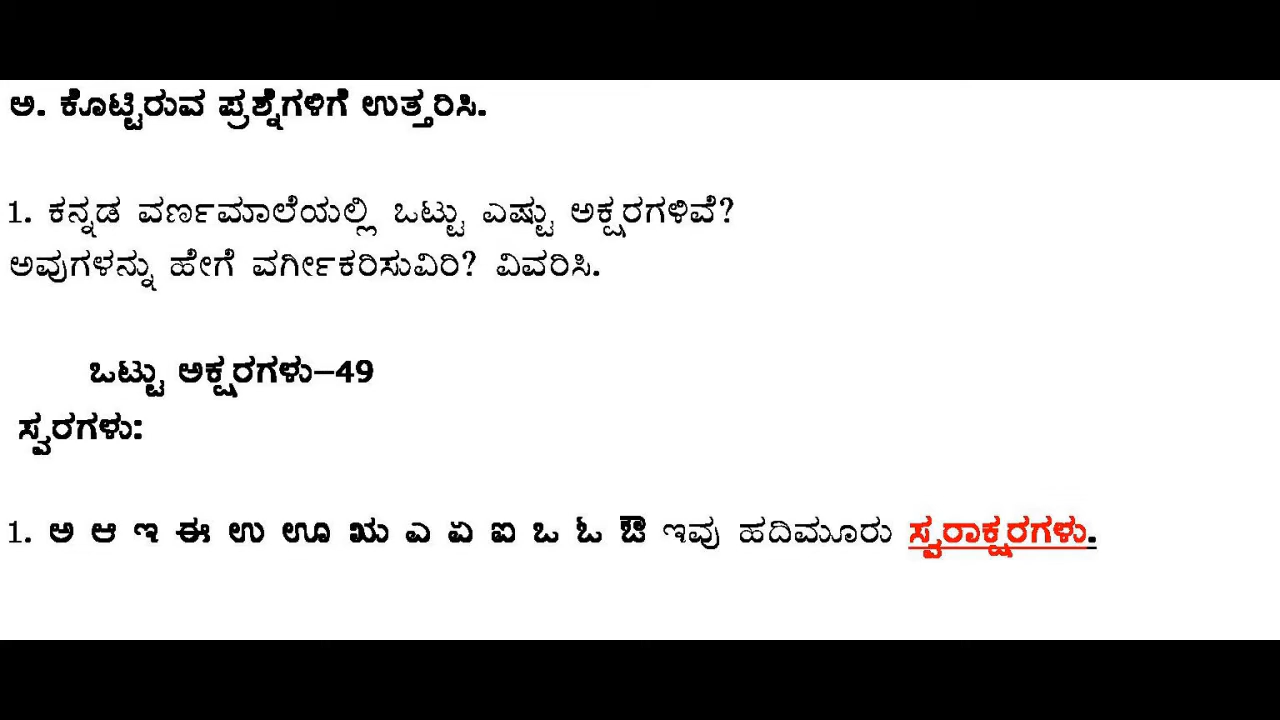 ಅ. ಕೊಟ್ಟಿರುವ ಪ್ರಶ್ನೆಗಳಿಗೆ ಉತ್ತರಿಸಿ.
1. ಕನ್ನಡ ವರ್ಣಮಾಲೆಯಲ್ಲಿ ಒಟ್ಟು ಎಷ್ಟು ಅಕ್ಷರಗಳಿವೆ?
ಅವುಗಳನ್ನು ಹೇಗೆ ವರ್ಗೀಕರಿಸುವಿರಿ? ವಿವರಿಸಿ.
ಒಟ್ಟು ಅಕ್ಷರಗಳು–49
ಸ್ವರಗಳು:
1. ಅ ಆ ಇ ಈ ಉ ಊ ಋ ಎ ಏ ಐ ಒ ಓ ಔ ಇವು ಹದಿಮೂರು ಸ್ವರಾಕ್ಷರಗಳು.